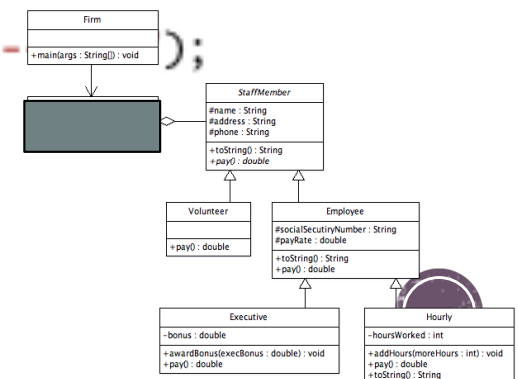 Firm
+main(args : String[]) : void
- );
StaffMember
#name : String
#address : String
#phone : String
+toString() : String
+pay() : double
Volunteer
+pay() : double
Employee
#socialSecutiryNumber : String
#payRate : double
+toString() : String
+pay() : double
Executive
-bonus : double
+awardBonus(execBonus : double) : void
+pay() : double
Hourly
-hoursWorked : int
+addHours(moreHours : int) : void
+pay() : double
+toString() : String